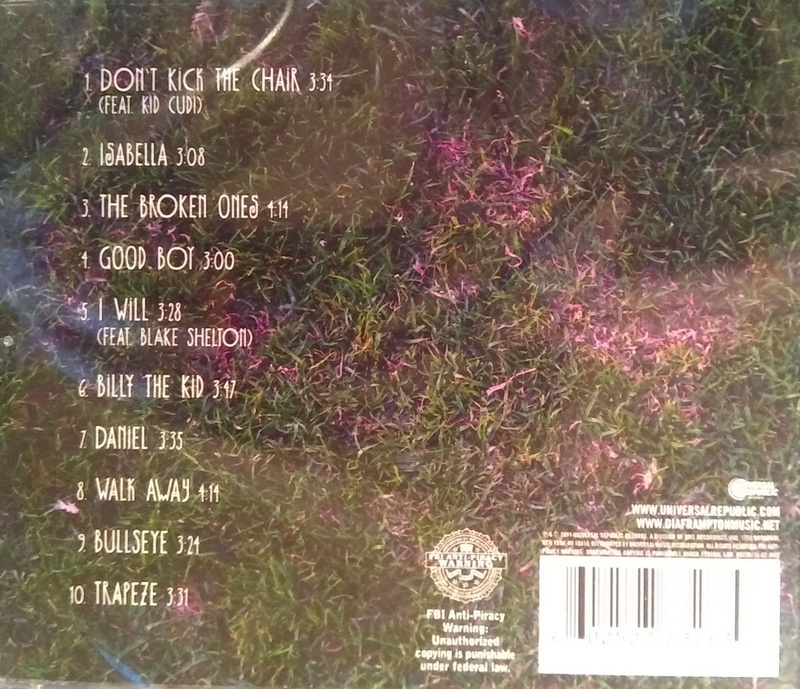 1. DON'T KICK THE CHAIR 3:34
(FEAT. KID CUDI)
2. ISABELLA 3:08
3. THE BROKEN ONES 4:14
4. GOOD BOY 3:00
5. I WILL 3:28
(FEAT. BLAKE SHELTON)
6. BILLY THE KID 3:47
7. DANIEL 3:35
8. WALK AWAY 4:14
9. BULLSEYE 3:24
10. TRAPEZE 3:31
WWW.UNIVERSALREPUBLIC.COM
WWW.DIAFRAMPTONMUSIC.NET
FBI ANTI-PIRACY
WARNING
FBI Anti-Piracy
Warning:
Unauthorized
copying is punishable
under federal law.